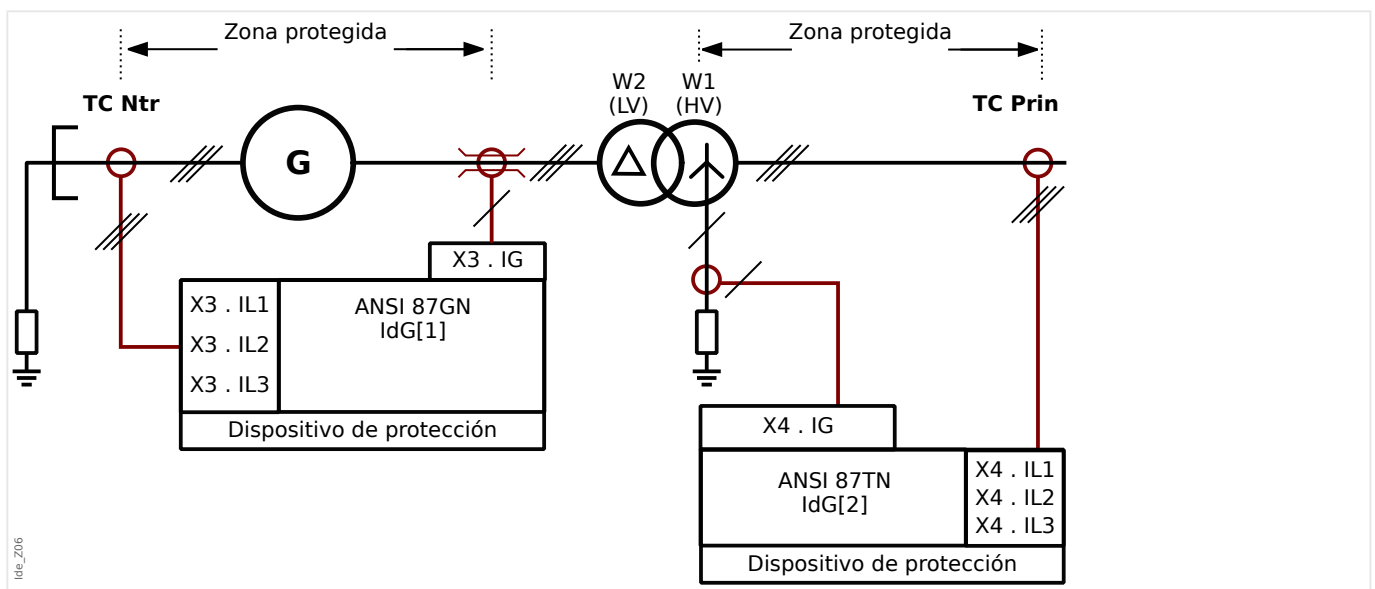 Zona protegida
Zona protegida
TC Ntr
W2
(LV)
W1
(HV)
TC Prin
G
X3 . IG
X3 . IL1
X3 . IL2
X3 . IL3
ANSI 87GN
IdG[1]
Dispositivo de protección
X4 . IG
ANSI 87TN
IdG[2]
X4 . IL1
X4 . IL2
X4 . IL3
Dispositivo de protección
Ide_Z06